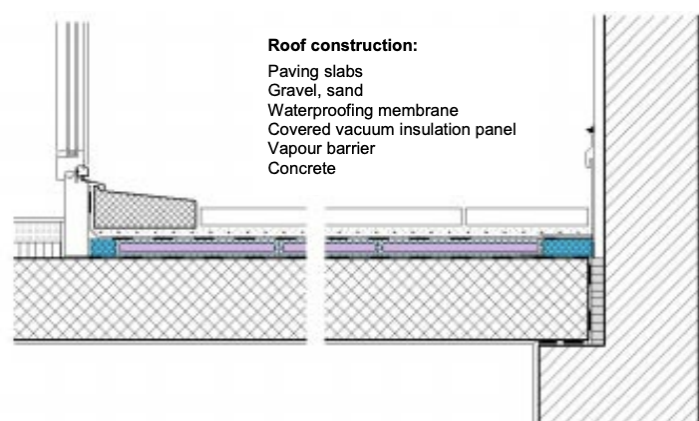 Roof construction:
Paving slabs
Gravel, sand
Waterproofing membrane
Covered vacuum insulation panel
Vapour barrier
Concrete